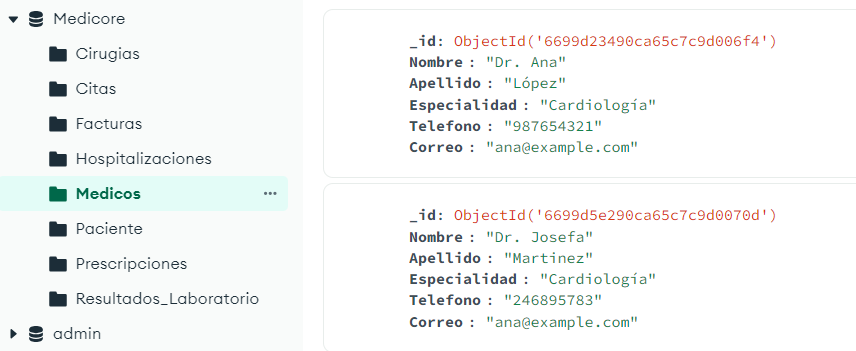 Medicore
Cirugias
Citas
Facturas
Hospitalizaciones
Medicos
Paciente
Prescripciones
Resultados_Laboratorio
admin
_id: ObjectId('6699d23490ca65c7c9d006f4')
Nombre : "Dr. Ana"
Apellido : "López"
Especialidad : "Cardiología"
Telefono : "987654321"
Correo : "ana@example.com"
_id: ObjectId('6699d5e290ca65c7c9d0070d')
Nombre : "Dr. Josefa"
Apellido : "Martinez"
Especialidad : "Cardiología"
Telefono : "246895783"
Correo : "ana@example.com"